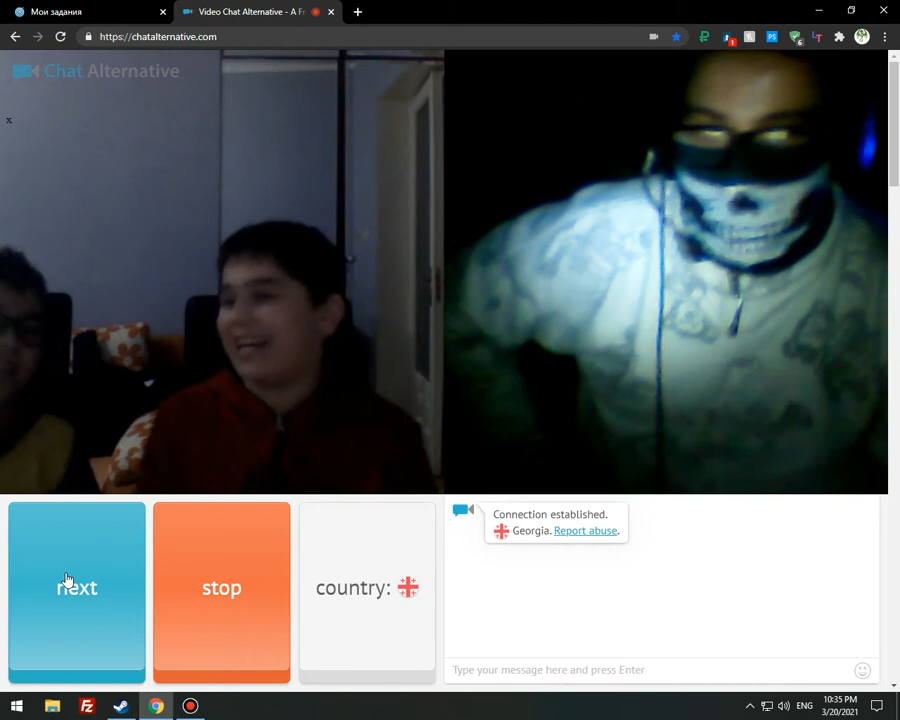 Мои задания
Video Chat Alternative - A Fr
https://chatalternative.com
Chat Alternative
x
Connection established.
Georgia. Report abuse.
next
stop
country:
Type your message here and press Enter
ENG
10:35 PM
3/20/2021